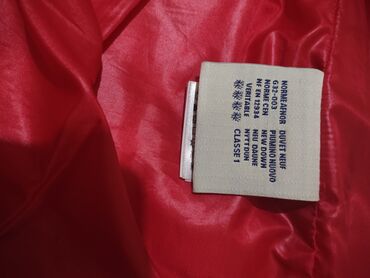 NORME AFNOR DUVET NEUF
G32-003 PIUMINO NUOVO
NORME CEN NEW DOWN
NF EN 12934 NEU DAUNE
VERITABLE NYTT DUN
CLASSE 1